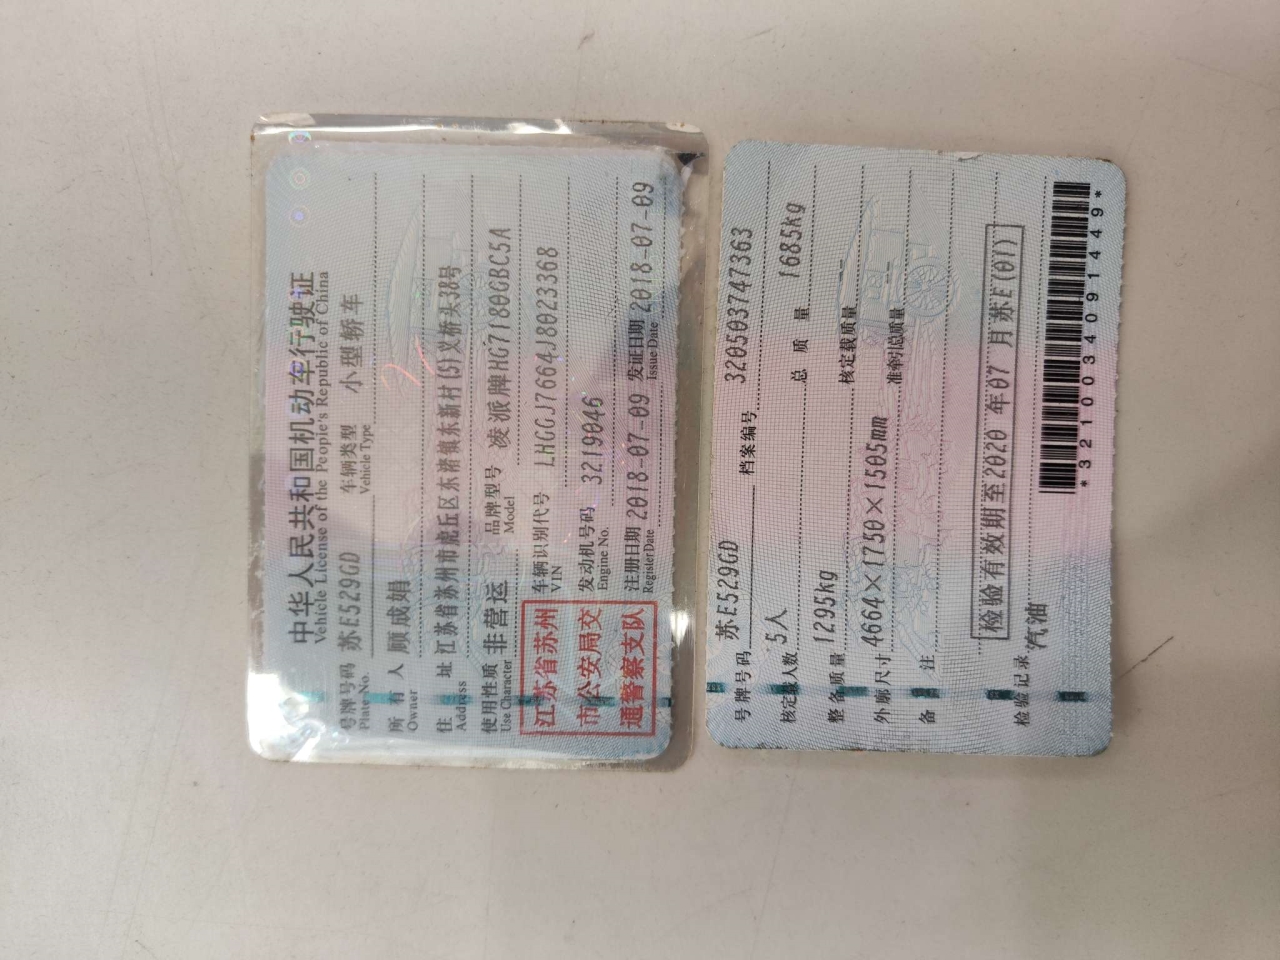 中华人民共和国机动车行驶证
Vehicle License of the People's Republic of China
号牌号码 苏E529GD 车辆类型 小型轿车
Plate No. Vehicle Type
所有人 顾成娟
Owner
住址 江苏省苏州市虎丘区东渚镇东新村(5)义桥头38号
Address
使用性质 非营运 品牌型号 凌派牌HG7180GBC5A
Use Character Model
江苏省苏州
市公安局交
通警察支队
车辆识别代号 LHGGJ7664J8023368
VIN
发动机号码 3219046
Engine No.
注册日期 2018-07-09 发证日期 2018-07-09
Register Date Issue Date
号牌号码 苏E529GD 档案编号 320503747363
核定载人数 5人 总质量 1685kg
整备质量 1295kg 核定载质量
外廓尺寸 4664×1750×1505mm 准牵引总质量
备注
检验有效期至2020年07月苏E(01)
检验记录 汽油
*3210034091449*